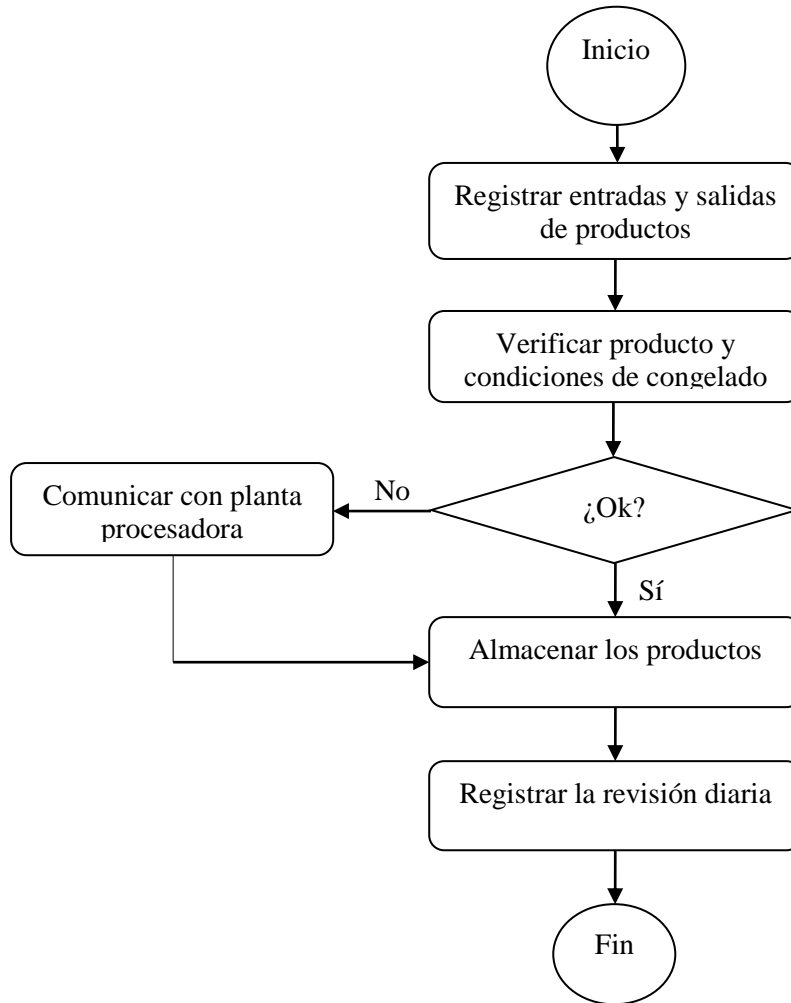 Inicio
Registrar entradas y salidas
de productos
Verificar producto y
condiciones de congelado
¿Ok?
No
Comunicar con planta
procesadora
Sí
Almacenar los productos
Registrar la revisión diaria
Fin